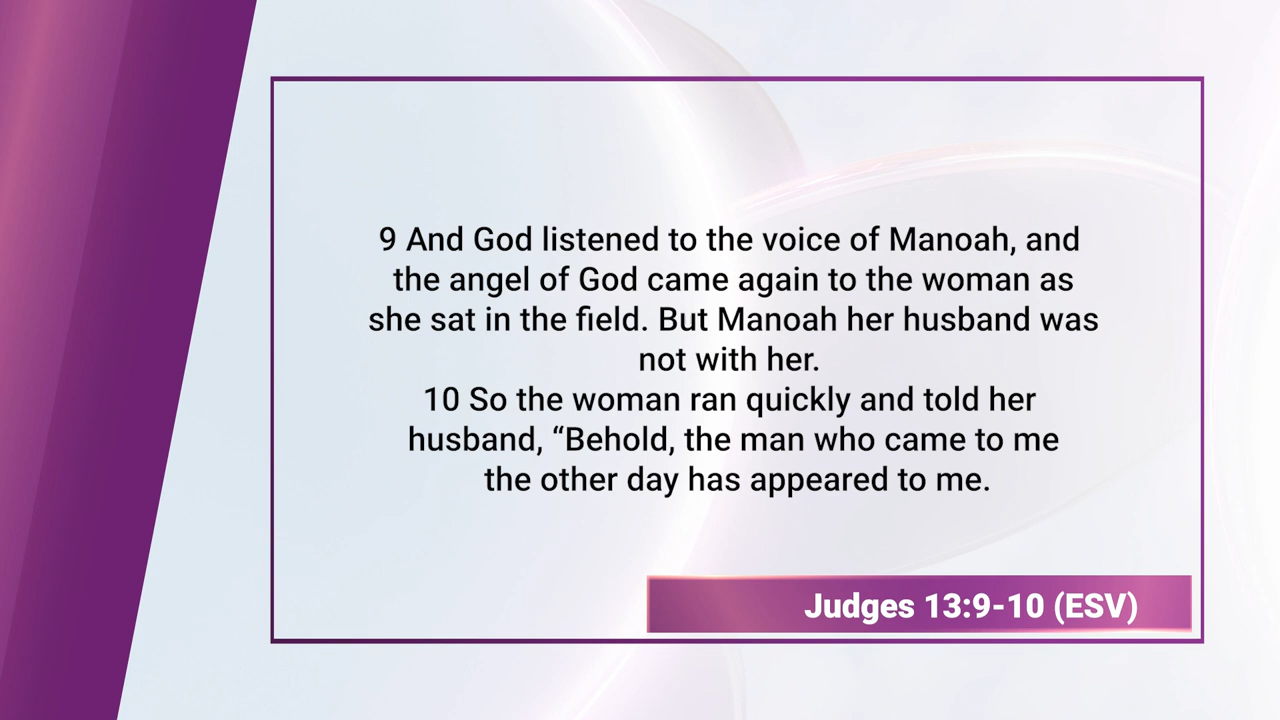 9 And God listened to the voice of Manoah, and
the angel of God came again to the woman as
she sat in the field. But Manoah her husband was
not with her.
10 So the woman ran quickly and told her
husband, “Behold, the man who came to me
the other day has appeared to me.
Judges 13:9-10 (ESV)